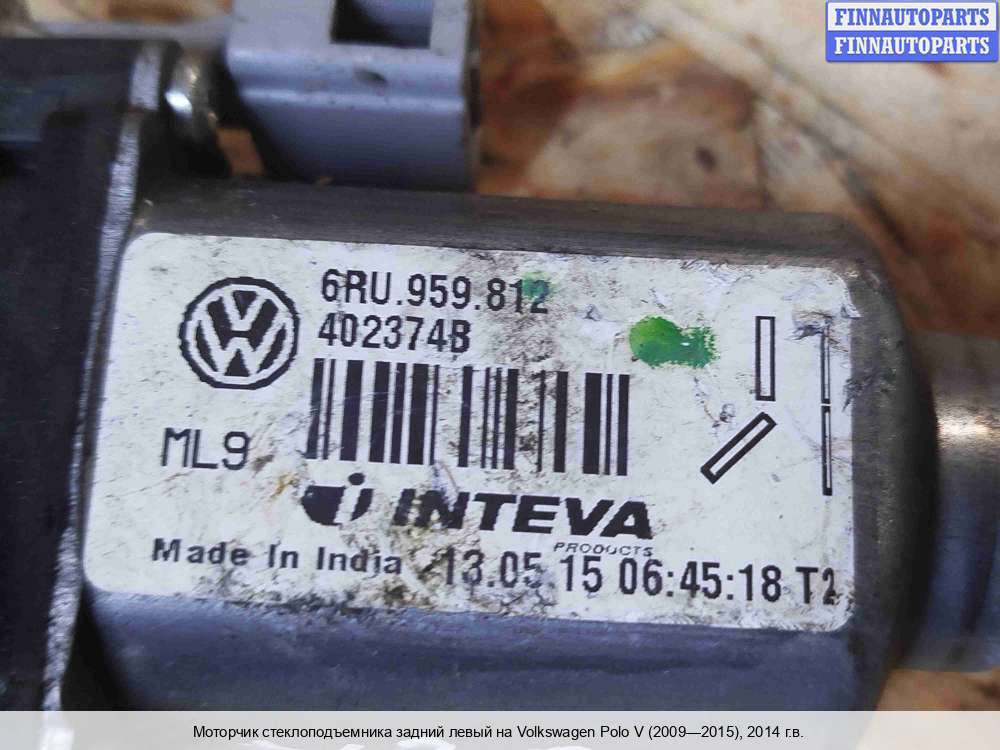 FINNAUTOPARTS
FINNAUTOPARTS
6RU.959.812
402374B
ML9
INTEVA
PRODUCTS
Made In India 13.05.15 06:45:18 T2
Моторчик стеклоподъемника задний левый на Volkswagen Polo V (2009—2015), 2014 г.в.